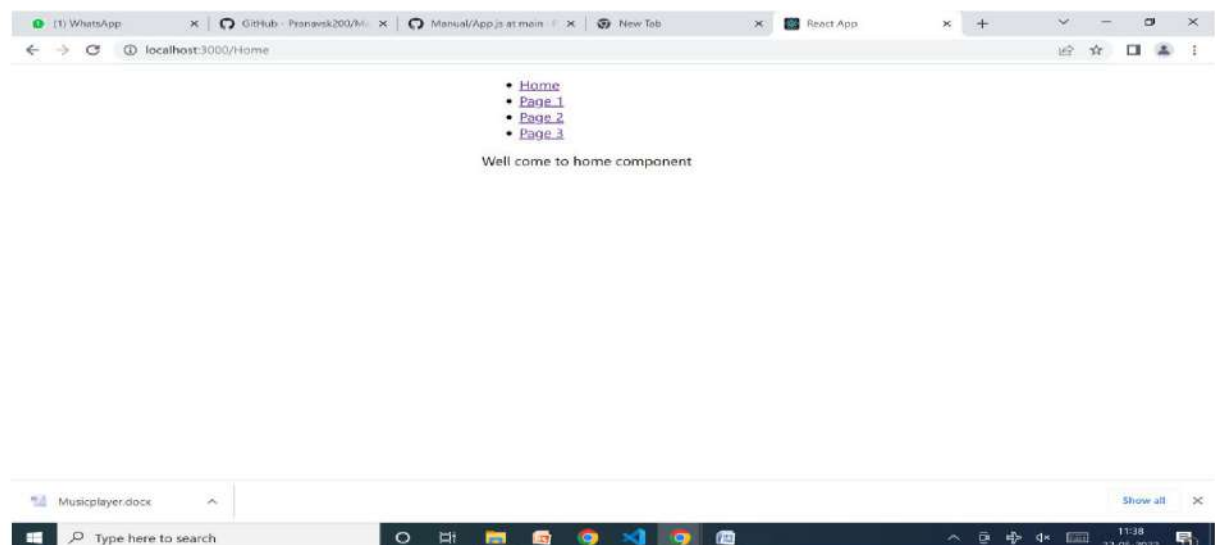 (1) WhatsApp
GitHub - Pranavsk200/M
Manual/App.js at main
New Tab
React App
localhost:3000/Home
Home
Page 1
Page 2
Page 3
Well come to home component
Musicplayer.docx
Show all
Type here to search
11:38